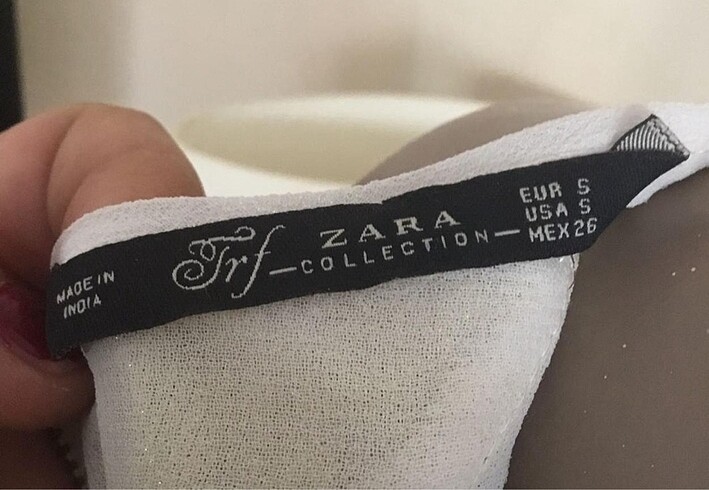 MADE IN
INDIA
Trf
ZARA
COLLECTION
EUR S
USA S
MEX 26